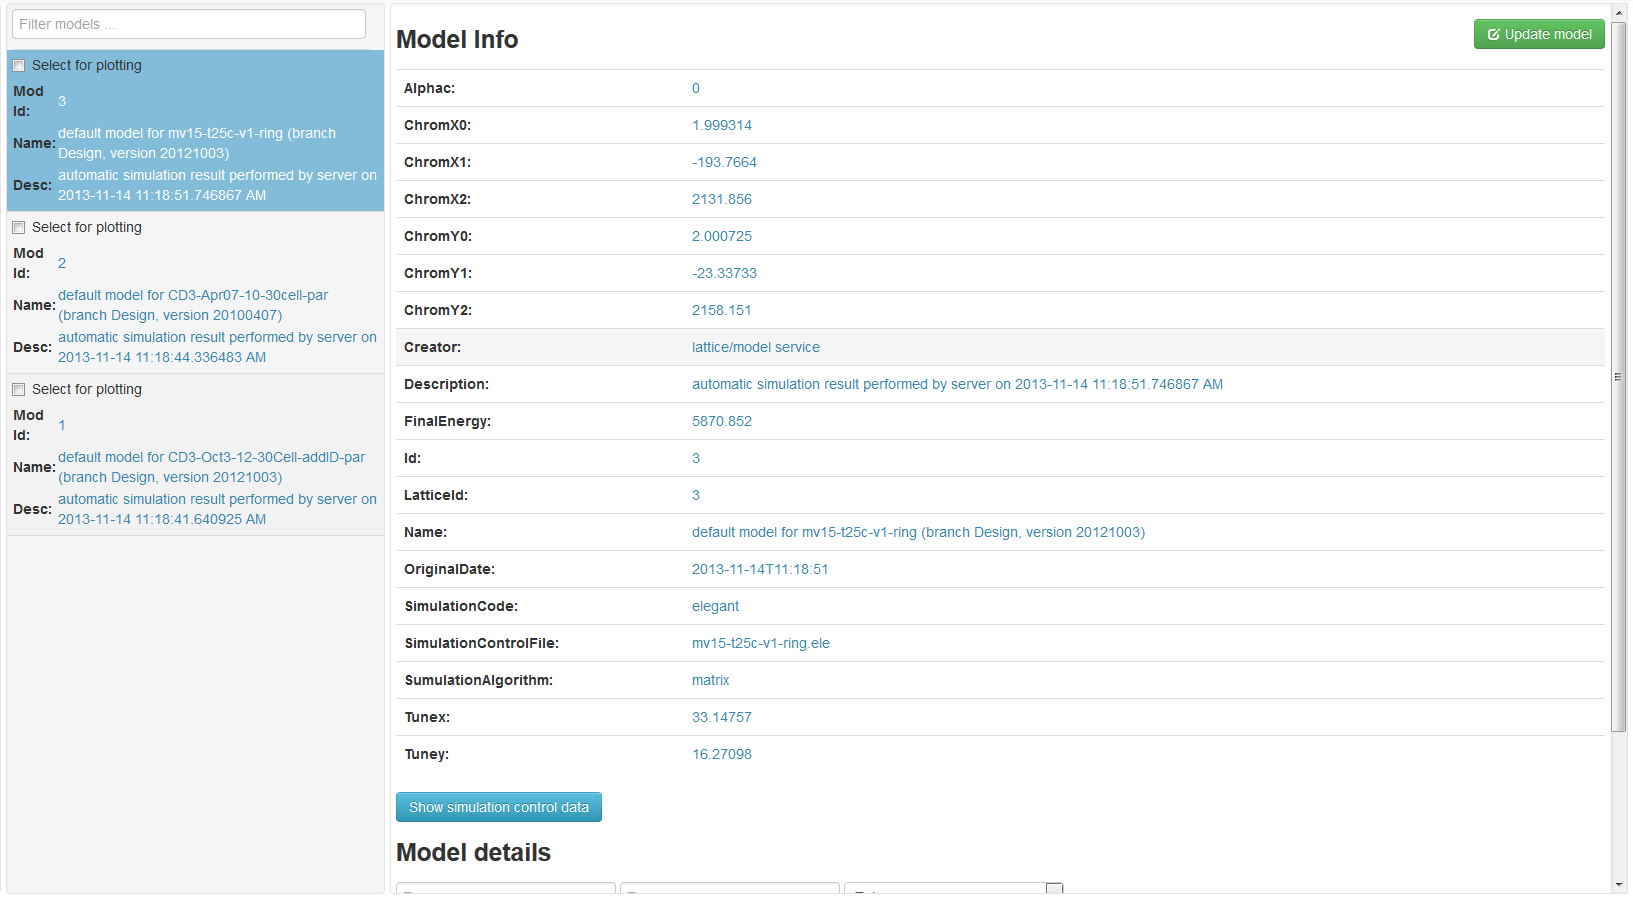 Filter models ...
Select for plotting
Mod
Id:
3
Name:
default model for mv15-t25c-v1-ring (branch
Design, version 20121003)
Desc:
automatic simulation result performed by server on
2013-11-14 11:18:51.746867 AM
Select for plotting
Mod
Id:
2
Name:
default model for CD3-Apr07-10-30cell-par
(branch Design, version 20100407)
Desc:
automatic simulation result performed by server on
2013-11-14 11:18:44.336483 AM
Select for plotting
Mod
Id:
1
Name:
default model for CD3-Oct3-12-30Cell-addID-par
(branch Design, version 20121003)
Desc:
automatic simulation result performed by server on
2013-11-14 11:18:41.640925 AM
Model Info
Update model
Alphac: 0
ChromX0: 1.999314
ChromX1: -193.7664
ChromX2: 2131.856
ChromY0: 2.000725
ChromY1: -23.33733
ChromY2: 2158.151
Creator: lattice/model service
Description: automatic simulation result performed by server on 2013-11-14 11:18:51.746867 AM
FinalEnergy: 5870.852
Id: 3
LatticeId: 3
Name: default model for mv15-t25c-v1-ring (branch Design, version 20121003)
OriginalDate: 2013-11-14T11:18:51
SimulationCode: elegant
SimulationControlFile: mv15-t25c-v1-ring.ele
SumulationAlgorithm: matrix
Tunex: 33.14757
Tuney: 16.27098
Show simulation control data
Model details